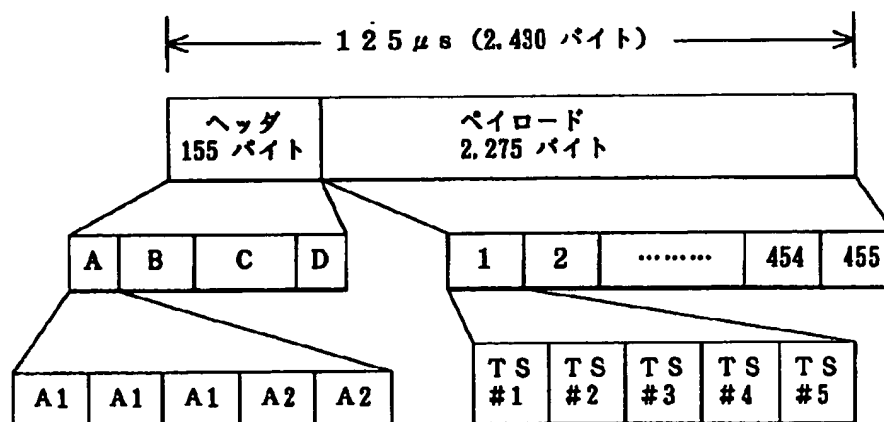 125μs (2.430 バイト)
ヘッダ
155 バイト
ペイロード
2.275 バイト
A B C D
1 2 ……… 454 455
A1 A1 A1 A2 A2
TS #1 TS #2 TS #3 TS #4 TS #5